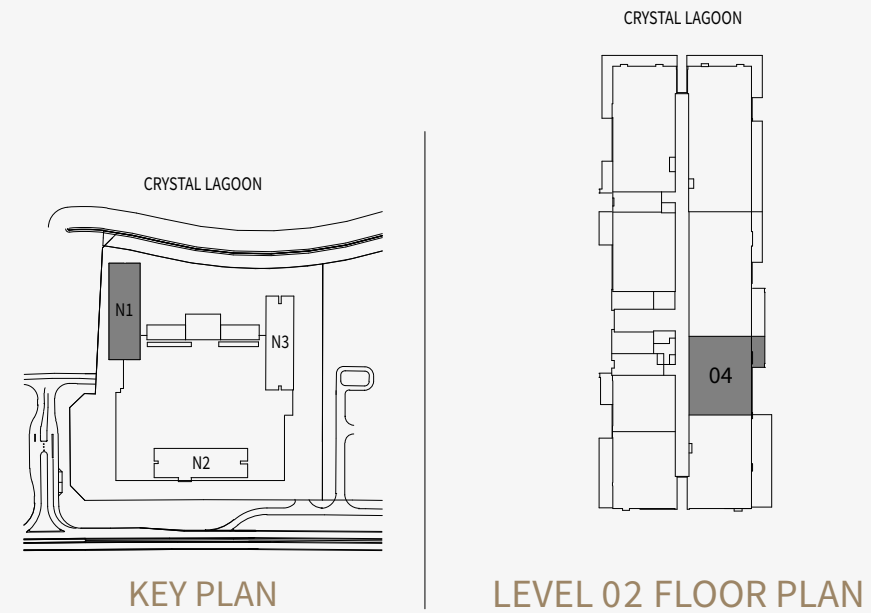 CRYSTAL LAGOON
N1
N3
N2
KEY PLAN
CRYSTAL LAGOON
04
LEVEL 02 FLOOR PLAN